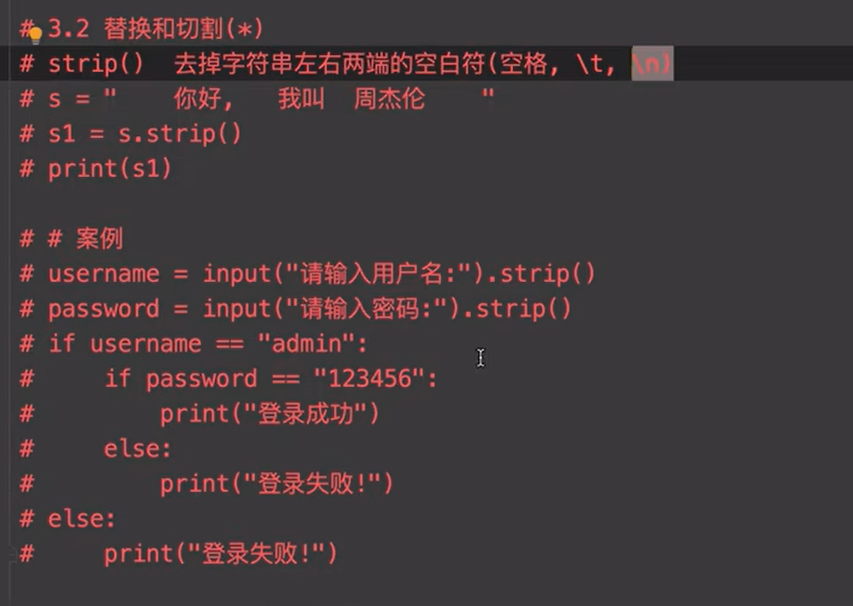 # 3.2 替换和切割(*)
# strip()  去掉字符串左右两端的空白符(空格, \t, \n)
# s = "    你好,   我叫  周杰伦    "
# s1 = s.strip()
# print(s1)
# # 案例
# username = input("请输入用户名:").strip()
# password = input("请输入密码:").strip()
# if username == "admin":
#     if password == "123456":
#         print("登录成功")
#     else:
#         print("登录失败!")
# else:
#     print("登录失败!")